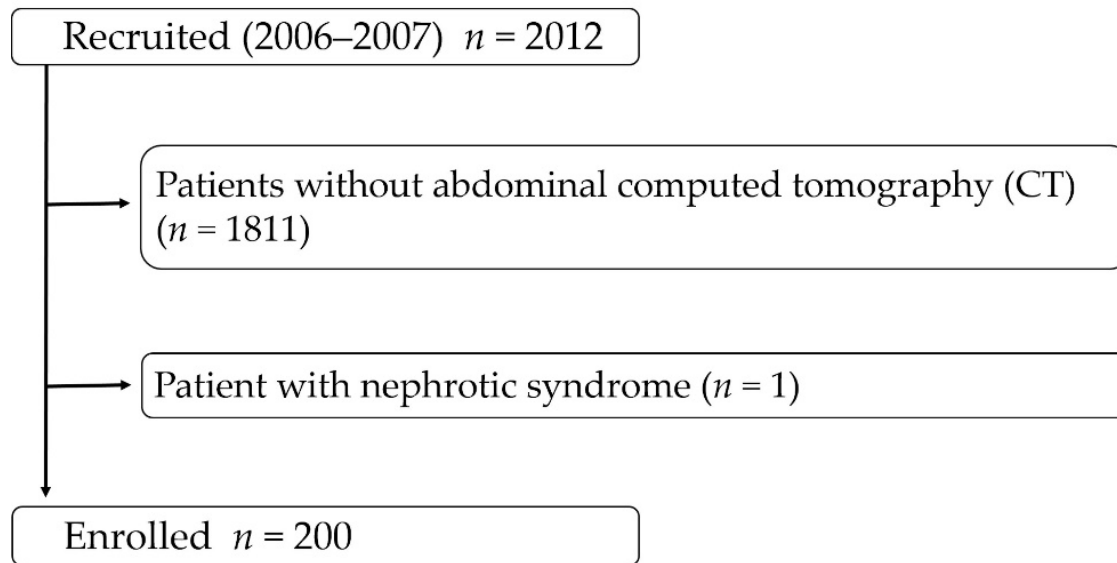 Recruited (2006–2007)  n = 2012
Patients without abdominal computed tomography (CT)
(n = 1811)
Patient with nephrotic syndrome (n = 1)
Enrolled  n = 200